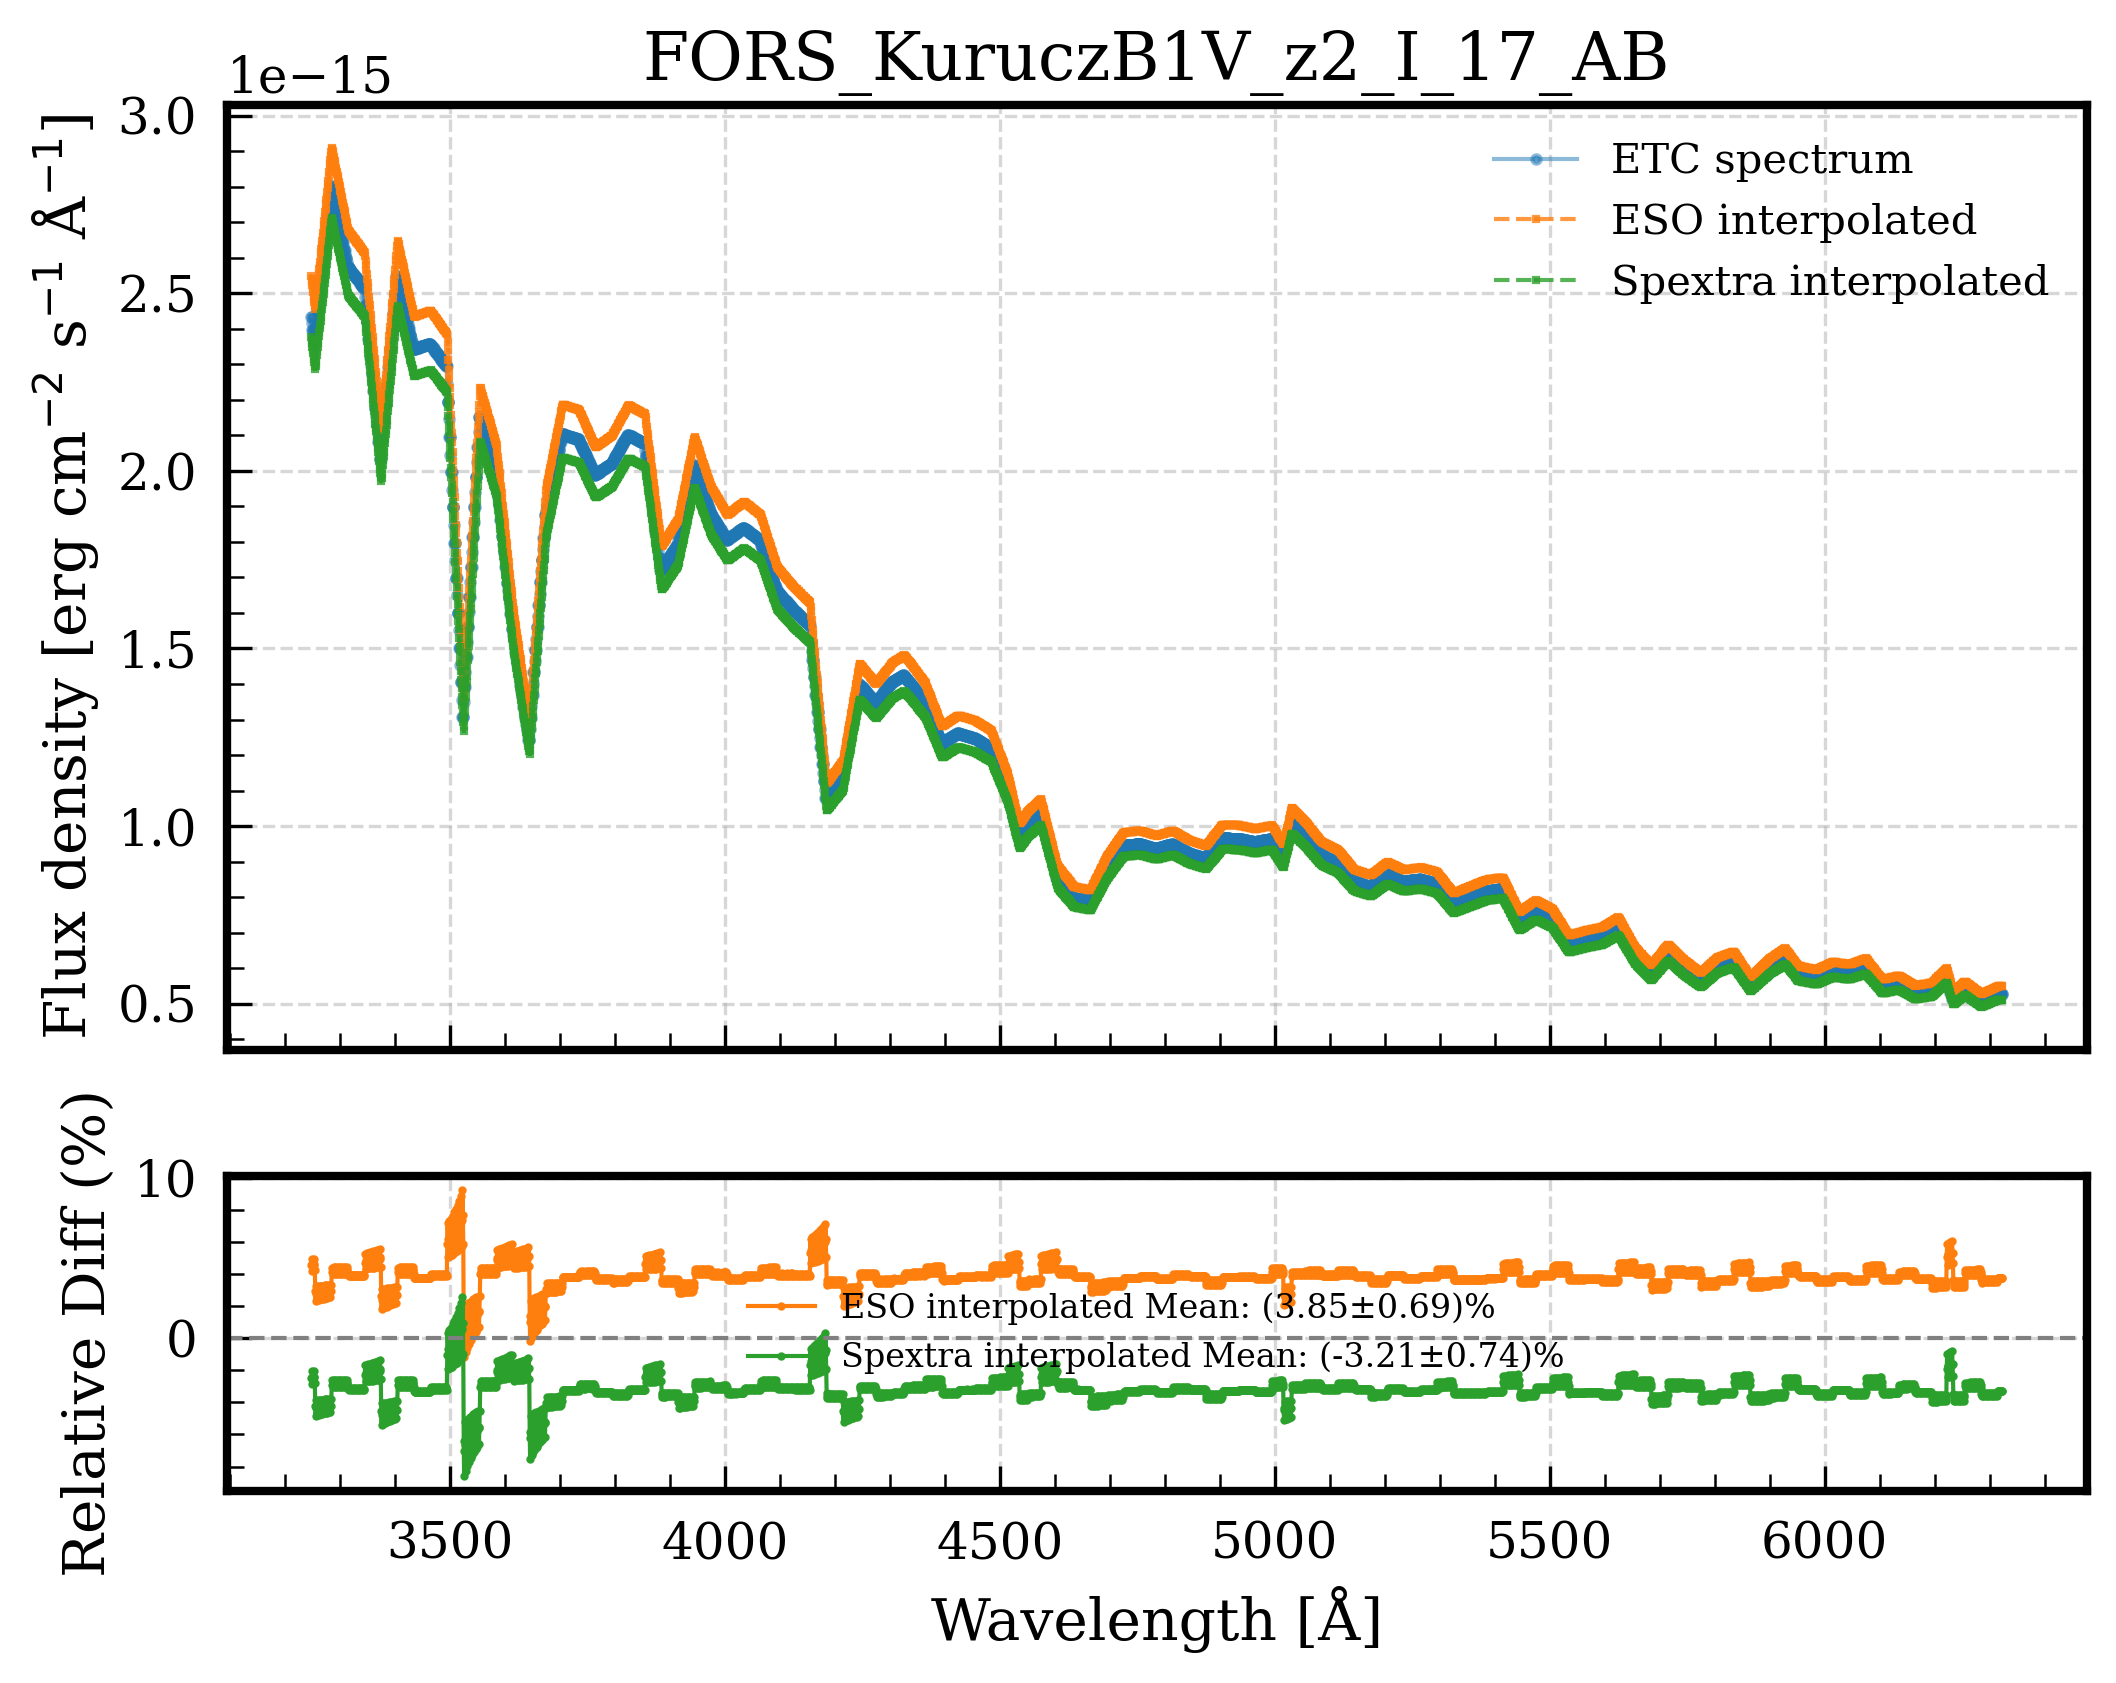 FORS_KuruczB1V_z2_I_17_AB
1e−15
3.0
2.5
2.0
1.5
1.0
0.5
Flux density [erg cm⁻² s⁻¹ Å⁻¹]
ETC spectrum
ESO interpolated
Spextra interpolated
10
0
Relative Diff (%)
ESO interpolated Mean: (3.85±0.69)%
Spextra interpolated Mean: (-3.21±0.74)%
3500 4000 4500 5000 5500 6000
Wavelength [Å]